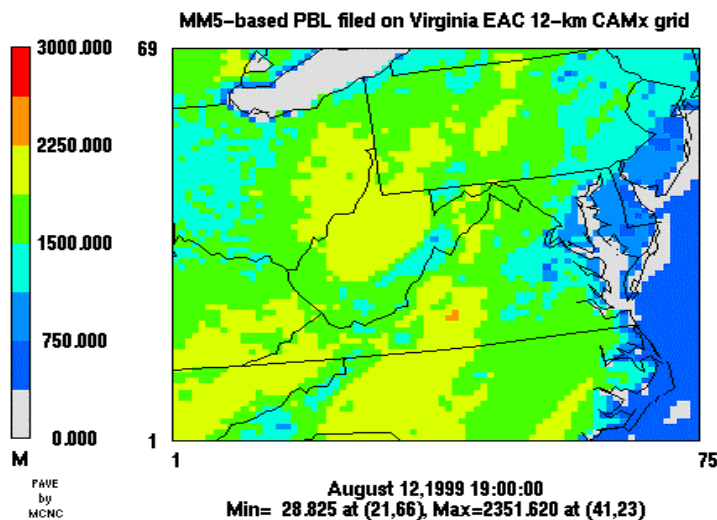 MM5-based PBL filed on Virginia EAC 12-km CAMx grid
3000.000
2250.000
1500.000
750.000
0.000
M
PAVE
by
MCNC
69
1
1
75
August 12,1999 19:00:00
Min= 28.825 at (21,66), Max=2351.620 at (41,23)